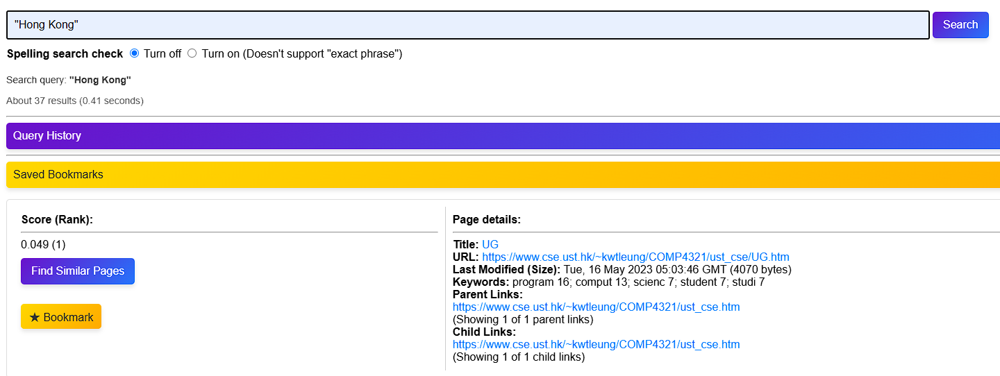 "Hong Kong"
Search
Spelling search check Turn off Turn on (Doesn't support "exact phrase")
Search query: "Hong Kong"
About 37 results (0.41 seconds)
Query History
Saved Bookmarks
Score (Rank):
0.049 (1)
Find Similar Pages
★ Bookmark
Page details:
Title: UG
URL: https://www.cse.ust.hk/~kwtleung/COMP4321/ust_cse/UG.htm
Last Modified (Size): Tue, 16 May 2023 05:03:46 GMT (4070 bytes)
Keywords: program 16; comput 13; scienc 7; student 7; studi 7
Parent Links:
https://www.cse.ust.hk/~kwtleung/COMP4321/ust_cse.htm
(Showing 1 of 1 parent links)
Child Links:
https://www.cse.ust.hk/~kwtleung/COMP4321/ust_cse.htm
(Showing 1 of 1 child links)